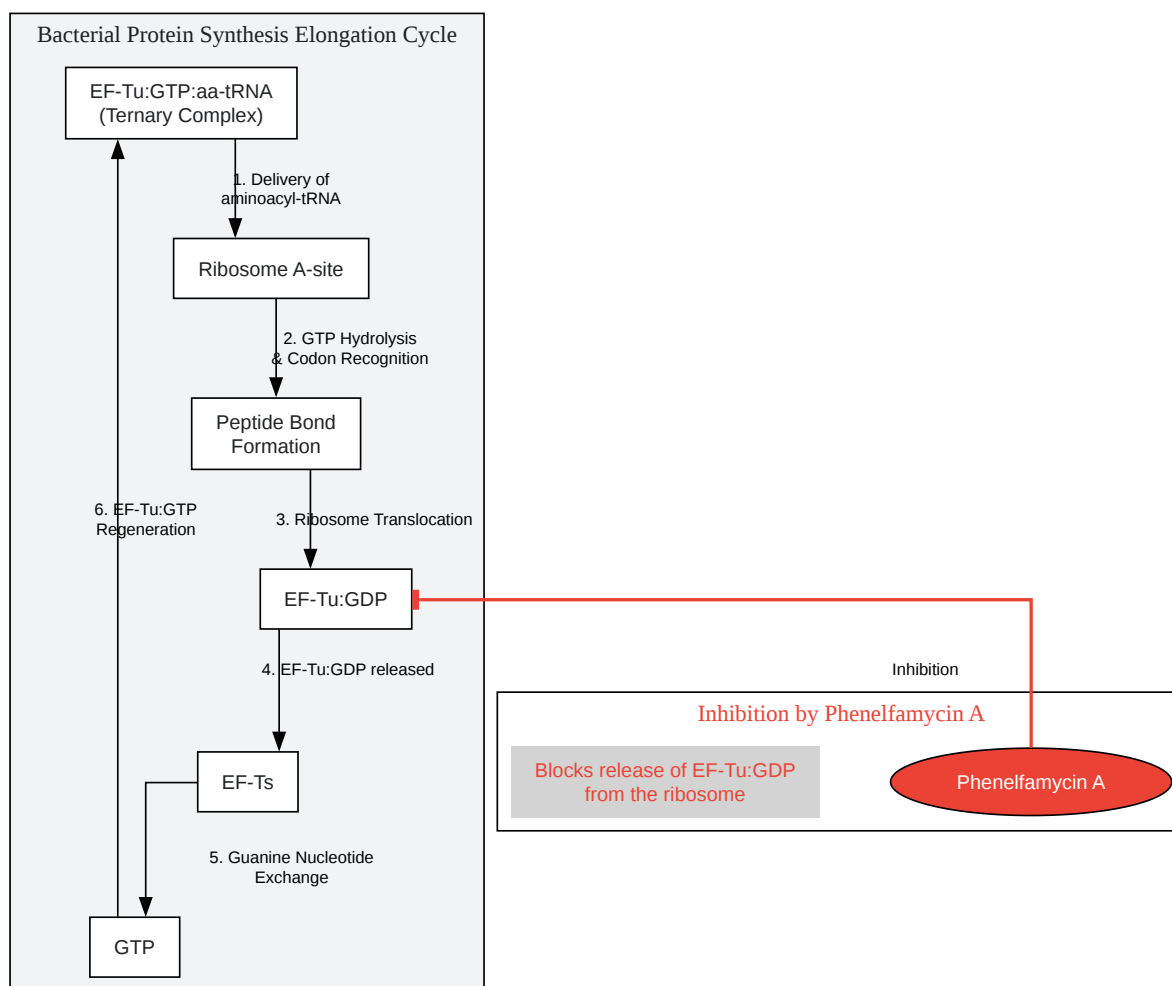 Bacterial Protein Synthesis Elongation Cycle
EF-Tu:GTP:aa-tRNA
(Ternary Complex)
1. Delivery of
aminoacyl-tRNA
Ribosome A-site
2. GTP Hydrolysis
& Codon Recognition
Peptide Bond
Formation
6. EF-Tu:GTP
Regeneration
3. Ribosome Translocation
EF-Tu:GDP
4. EF-Tu:GDP released
Inhibition
Inhibition by Phenelfamycin A
Blocks release of EF-Tu:GDP
from the ribosome
Phenelfamycin A
EF-Ts
5. Guanine Nucleotide
Exchange
GTP